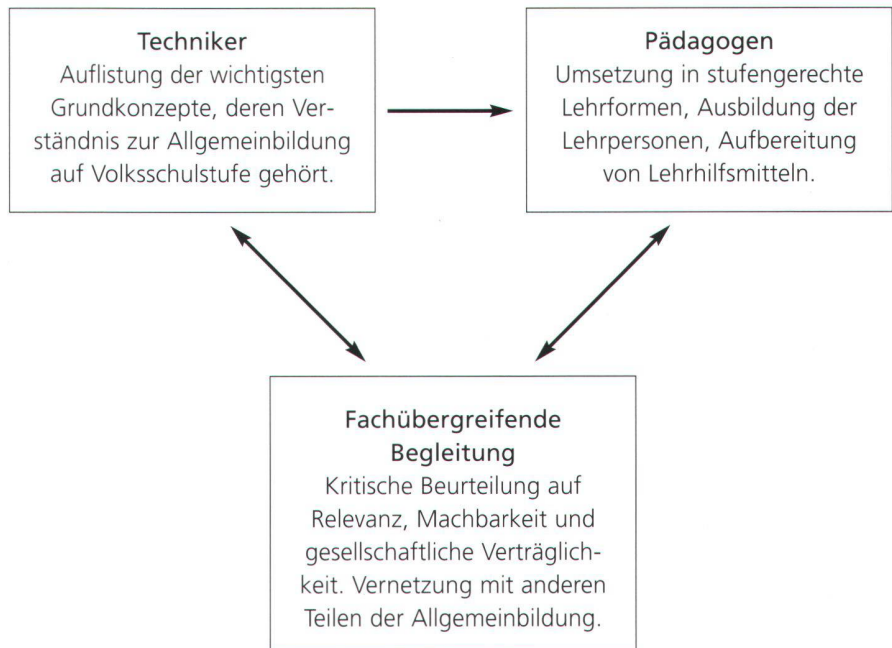 Techniker
Auflistung der wichtigsten
Grundkonzepte, deren Ver-
ständnis zur Allgemeinbildung
auf Volksschulstufe gehört.
Pädagogen
Umsetzung in stufengerechte
Lehrformen, Ausbildung der
Lehrpersonen, Aufbereitung
von Lehrhilfsmitteln.
Fachübergreifende
Begleitung
Kritische Beurteilung auf
Relevanz, Machbarkeit und
gesellschaftliche Verträglich-
keit. Vernetzung mit anderen
Teilen der Allgemeinbildung.